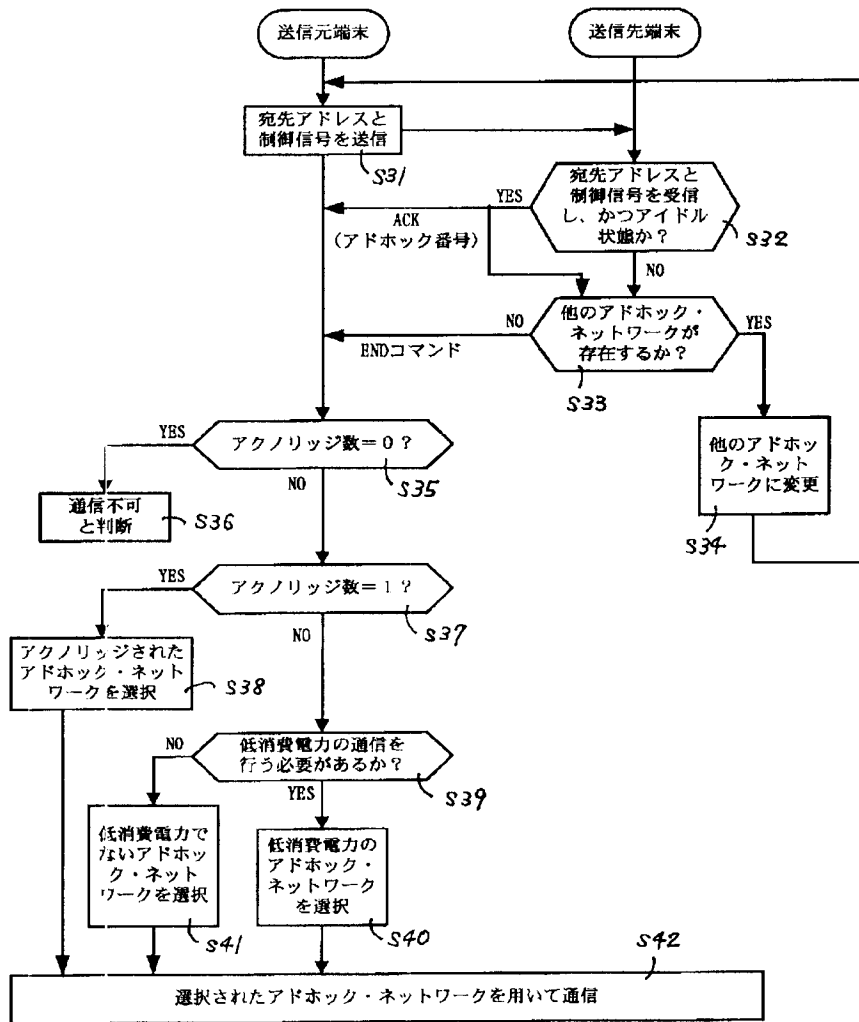 送信元端末
送信先端末
宛先アドレスと
制御信号を送信
S31
宛先アドレスと
制御信号を受信
し、かつアイドル
状態か？
S32
YES
ACK
（アドホック番号）
NO
他のアドホック・
ネットワークが
存在するか？
S33
NO
ENDコマンド
YES
他のアドホッ
ク・ネット
ワークに変更
S34
アクノリッジ数＝０？
S35
YES
NO
通信不可
と判断
S36
アクノリッジ数＝１？
S37
YES
NO
アクノリッジされた
アドホック・ネット
ワークを選択
S38
低消費電力の通信を
行う必要があるか？
S39
NO
YES
低消費電力で
ないアドホッ
ク・ネット
ワークを選択
S41
低消費電力の
アドホック・
ネットワーク
を選択
S40
S42
選択されたアドホック・ネットワークを用いて通信